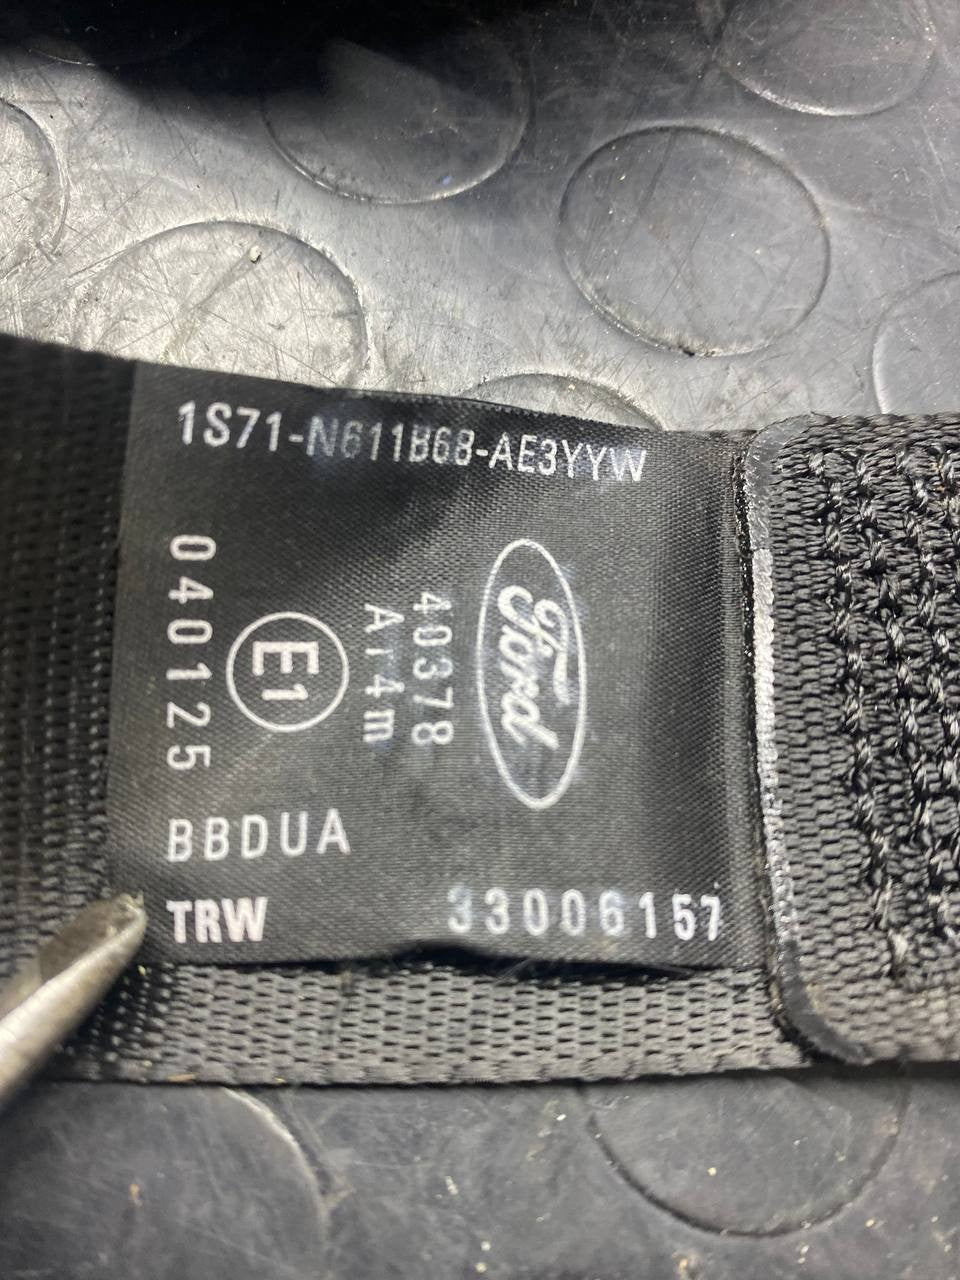 1S71-N611B68-AE3YYW
Ford
40378
Ar4m
E1
040125
BBDUA
TRW 33006157